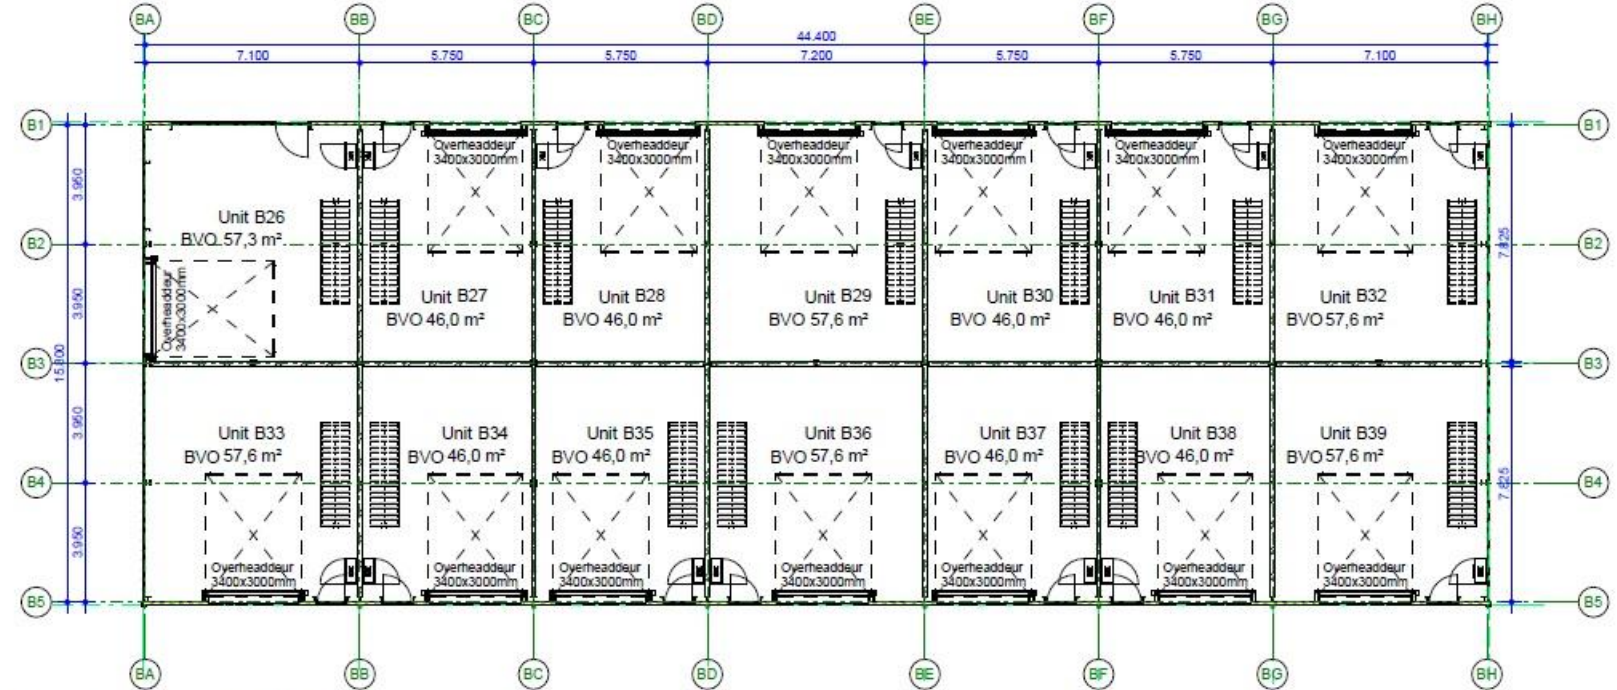 BA BB BC BD BE BF BG BH
44.400
7.100 5.750 5.750 7.200 5.750 5.750 7.100
B1 B1
Overheaddeur Overheaddeur Overheaddeur Overheaddeur Overheaddeur Overheaddeur
3400x3000mm 3400x3000mm 3400x3000mm 3400x3000mm 3400x3000mm 3400x3000mm
3.950
Unit B26
BVO 57,3 m²
B2 B2
7.825
Overheaddeur
3400x3000mm
3.950
Unit B27 Unit B28 Unit B29 Unit B30 Unit B31 Unit B32
BVO 46,0 m² BVO 46,0 m² BVO 57,6 m² BVO 46,0 m² BVO 46,0 m² BVO 57,6 m²
B3 B3
15.800
3.950
Unit B33 Unit B34 Unit B35 Unit B36 Unit B37 Unit B38 Unit B39
BVO 57,6 m² BVO 46,0 m² BVO 46,0 m² BVO 57,6 m² BVO 46,0 m² BVO 46,0 m² BVO 57,6 m²
B4 B4
7.825
3.950
Overheaddeur Overheaddeur Overheaddeur Overheaddeur Overheaddeur Overheaddeur Overheaddeur
3400x3000mm 3400x3000mm 3400x3000mm 3400x3000mm 3400x3000mm 3400x3000mm 3400x3000mm
B5 B5
BA BB BC BD BE BF BG BH